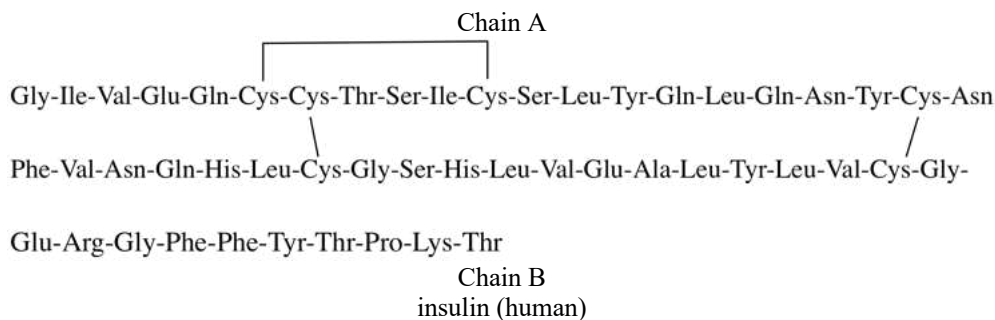 Chain A
Gly-Ile-Val-Glu-Gln-Cys-Cys-Thr-Ser-Ile-Cys-Ser-Leu-Tyr-Gln-Leu-Gln-Asn-Tyr-Cys-Asn
Phe-Val-Asn-Gln-His-Leu-Cys-Gly-Ser-His-Leu-Val-Glu-Ala-Leu-Tyr-Leu-Val-Cys-Gly-
Glu-Arg-Gly-Phe-Phe-Tyr-Thr-Pro-Lys-Thr
Chain B
insulin (human)